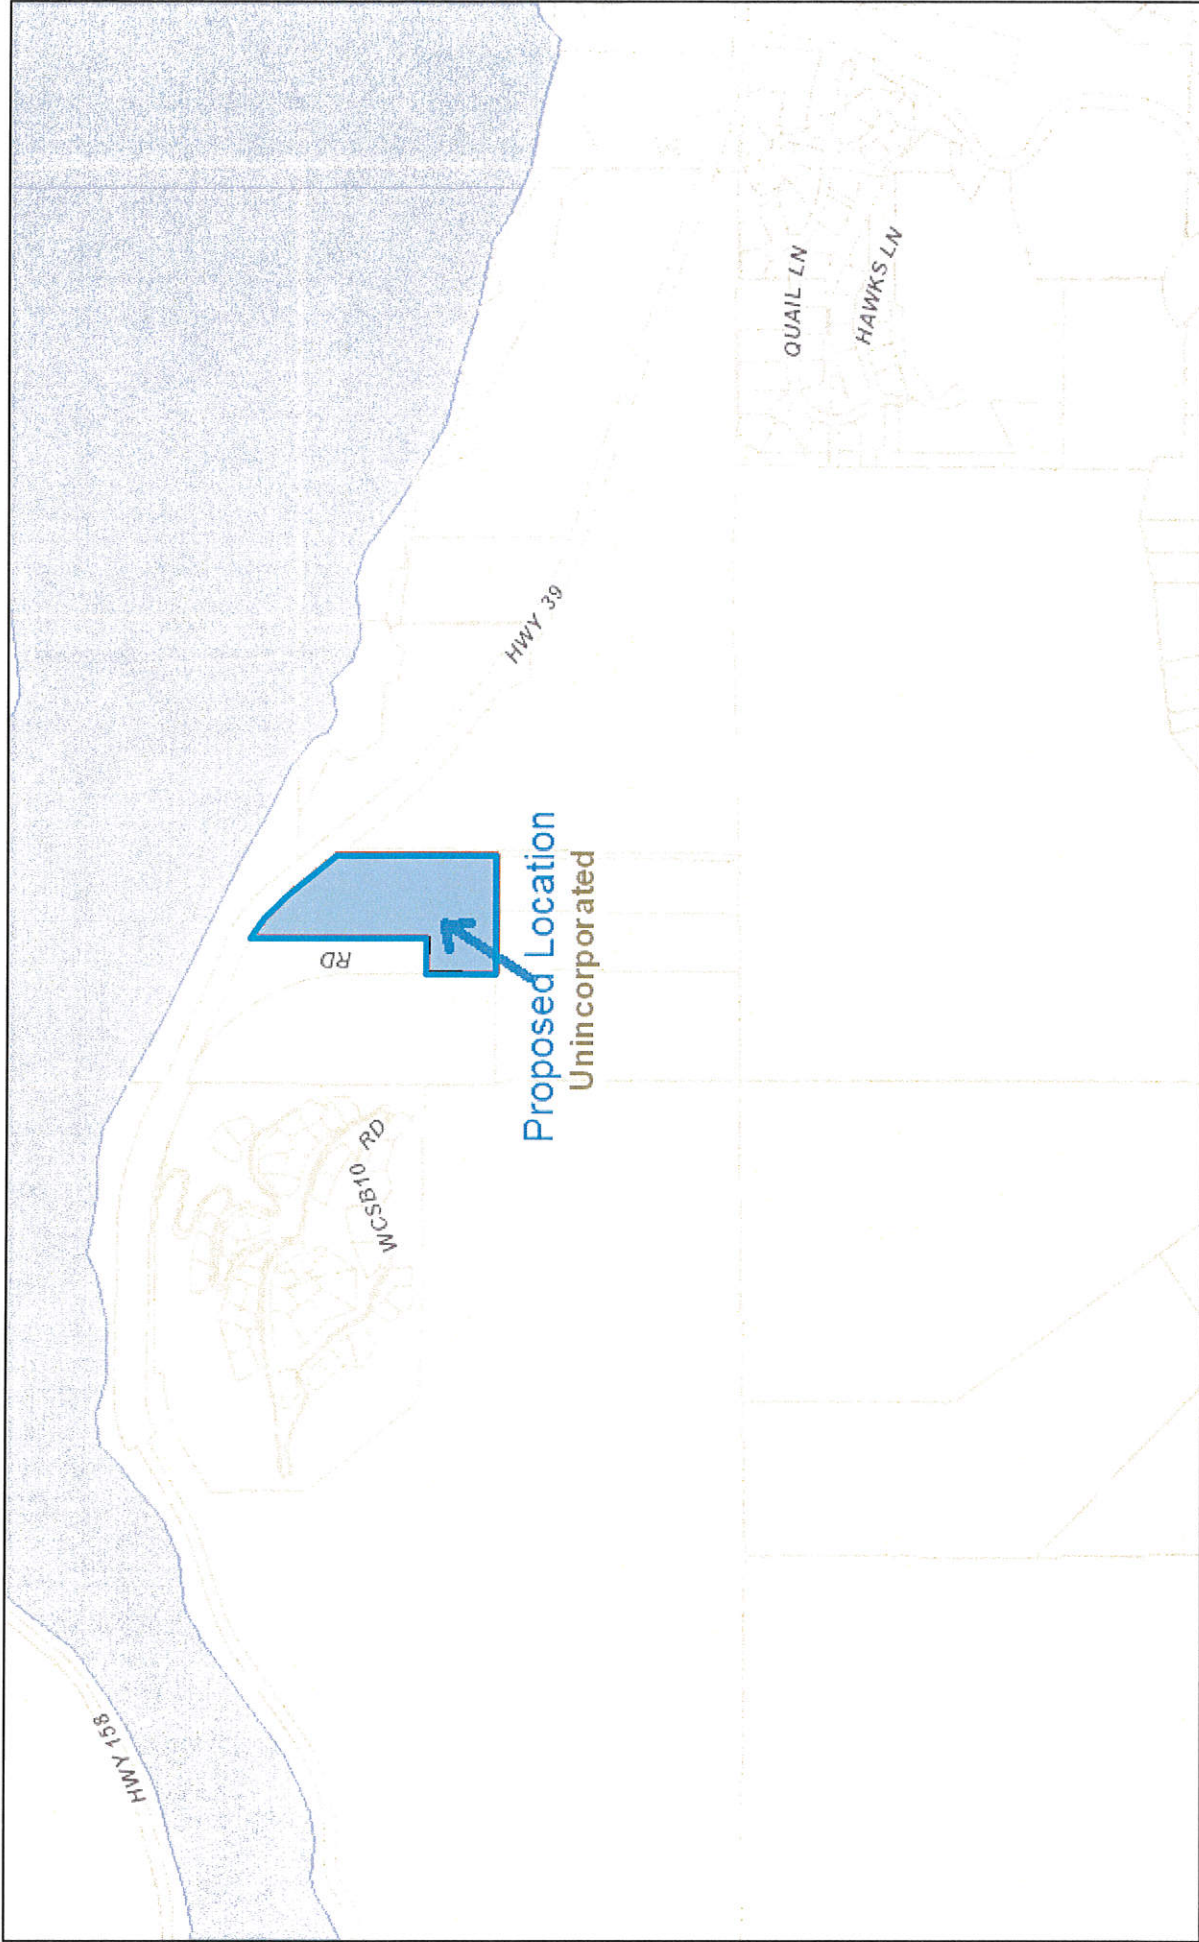 HWY 158
WCSB10 RD
RD
Proposed Location
Unincorporated
HWY 39
QUAIL LN
HAWKS LN